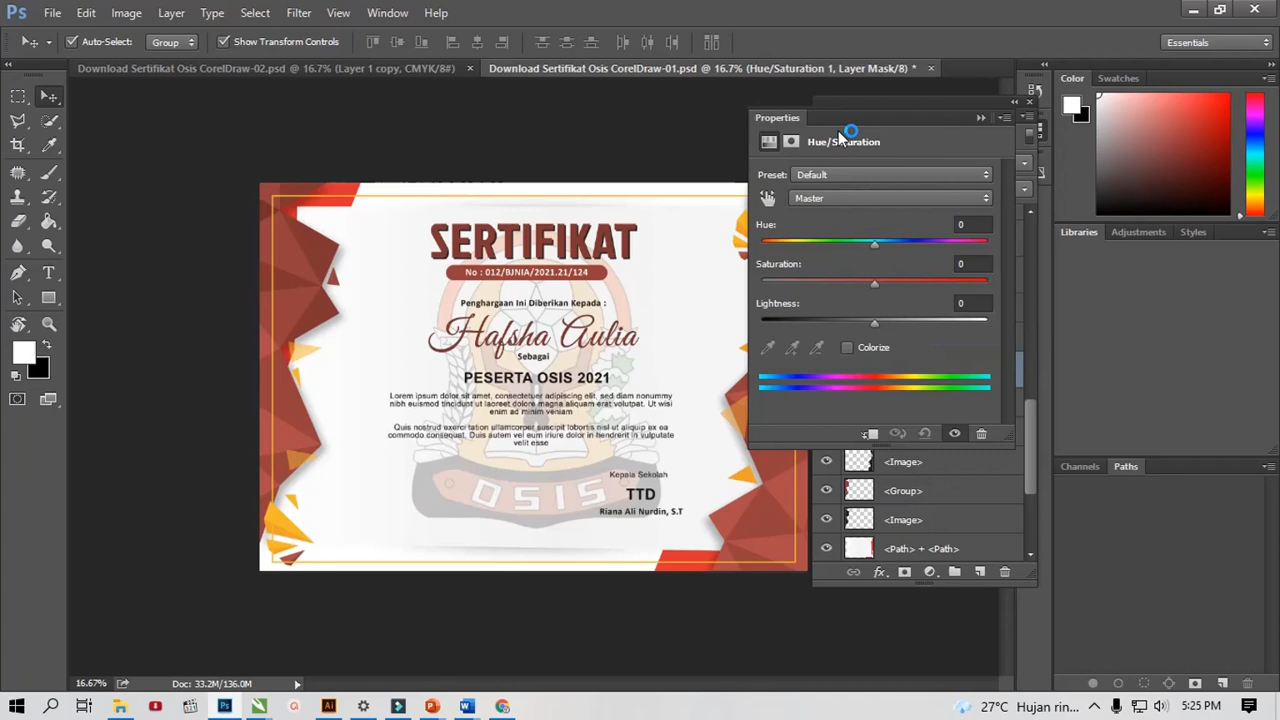 Ps File Edit Image Layer Type Select Filter View Window Help
Auto-Select: Group Show Transform Controls Essentials
Download Sertifikat Osis CorelDraw-02.psd @ 16.7% (Layer 1 copy, CMYK/8#) × Download Sertifikat Osis CorelDraw-01.psd @ 16.7% (Hue/Saturation 1, Layer Mask/8) * ×
Color Swatches
Properties
Hue/Saturation
Preset: Default
Master
Hue: 0
Saturation: 0
Lightness: 0
Colorize
Libraries Adjustments Styles
SERTIFIKAT
No : 012/BJNIA/2021.21/124
Penghargaan Ini Diberikan Kepada :
Hafsha Aulia
Sebagai
PESERTA OSIS 2021
Lorem ipsum dolor sit amet, consectetuer adipiscing elit, sed diam nonummy
nibh euismod tincidunt ut laoreet dolore magna aliquam erat volutpat. Ut wisi
enim ad minim veniam
Quis nostrud exerci tation ullamcorper suscipit lobortis nisl ut aliquip ex ea
commodo consequat. Duis autem vel eum iriure dolor in hendrerit in vulputate
velit esse
Kepala Sekolah
TTD
Riana Ali Nurdin, S.T
OSIS
<Image>
<Group>
<Image>
<Path> + <Path>
fx
Channels Paths
16.67% Doc: 33.2M/136.0M
27°C Hujan rin... 5:25 PM